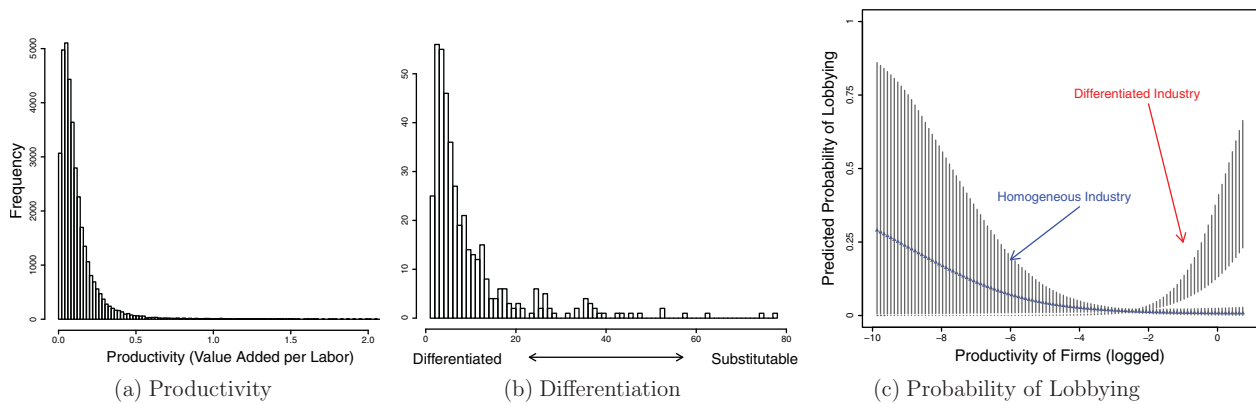 Frequency
0
1000
2000
3000
4000
5000
0.0 0.5 1.0 1.5 2.0
Productivity (Value Added per Labor)
(a) Productivity
0
10
20
30
40
50
0 20 40 60 80
Differentiated Substitutable
(b) Differentiation
Predicted Probability of Lobbying
0
0.25
0.5
0.75
1
Differentiated Industry
Homogeneous Industry
−10 −8 −6 −4 −2 0
Productivity of Firms (logged)
(c) Probability of Lobbying